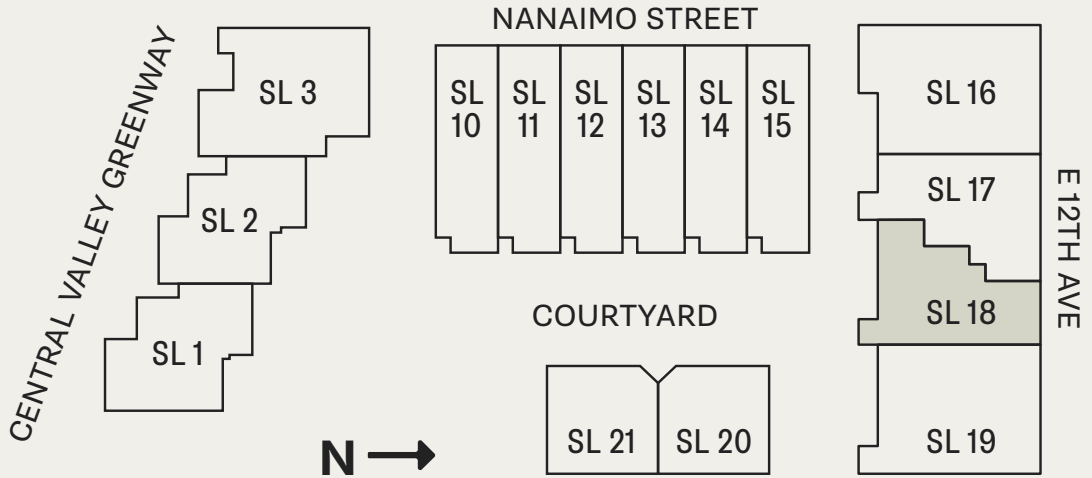 NANAIMO STREET
CENTRAL VALLEY GREENWAY
SL 3
SL 2
SL 1
SL
10
SL
11
SL
12
SL
13
SL
14
SL
15
SL 16
SL 17
SL 18
SL 19
E 12TH AVE
COURTYARD
SL 21
SL 20
N